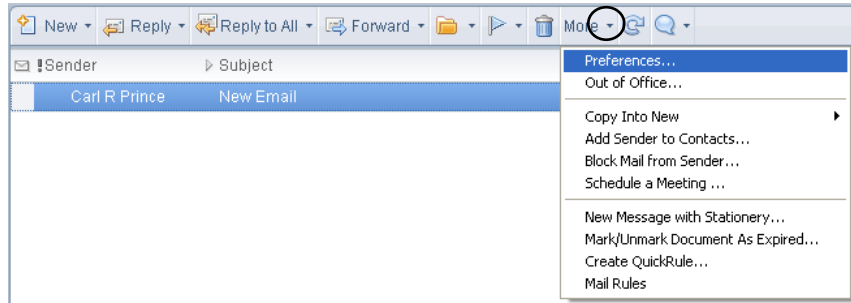 New Reply Reply to All Forward More
! Sender Subject
Carl R Prince New Email
Preferences...
Out of Office...
Copy Into New
Add Sender to Contacts...
Block Mail from Sender...
Schedule a Meeting ...
New Message with Stationery...
Mark/Unmark Document As Expired...
Create QuickRule...
Mail Rules